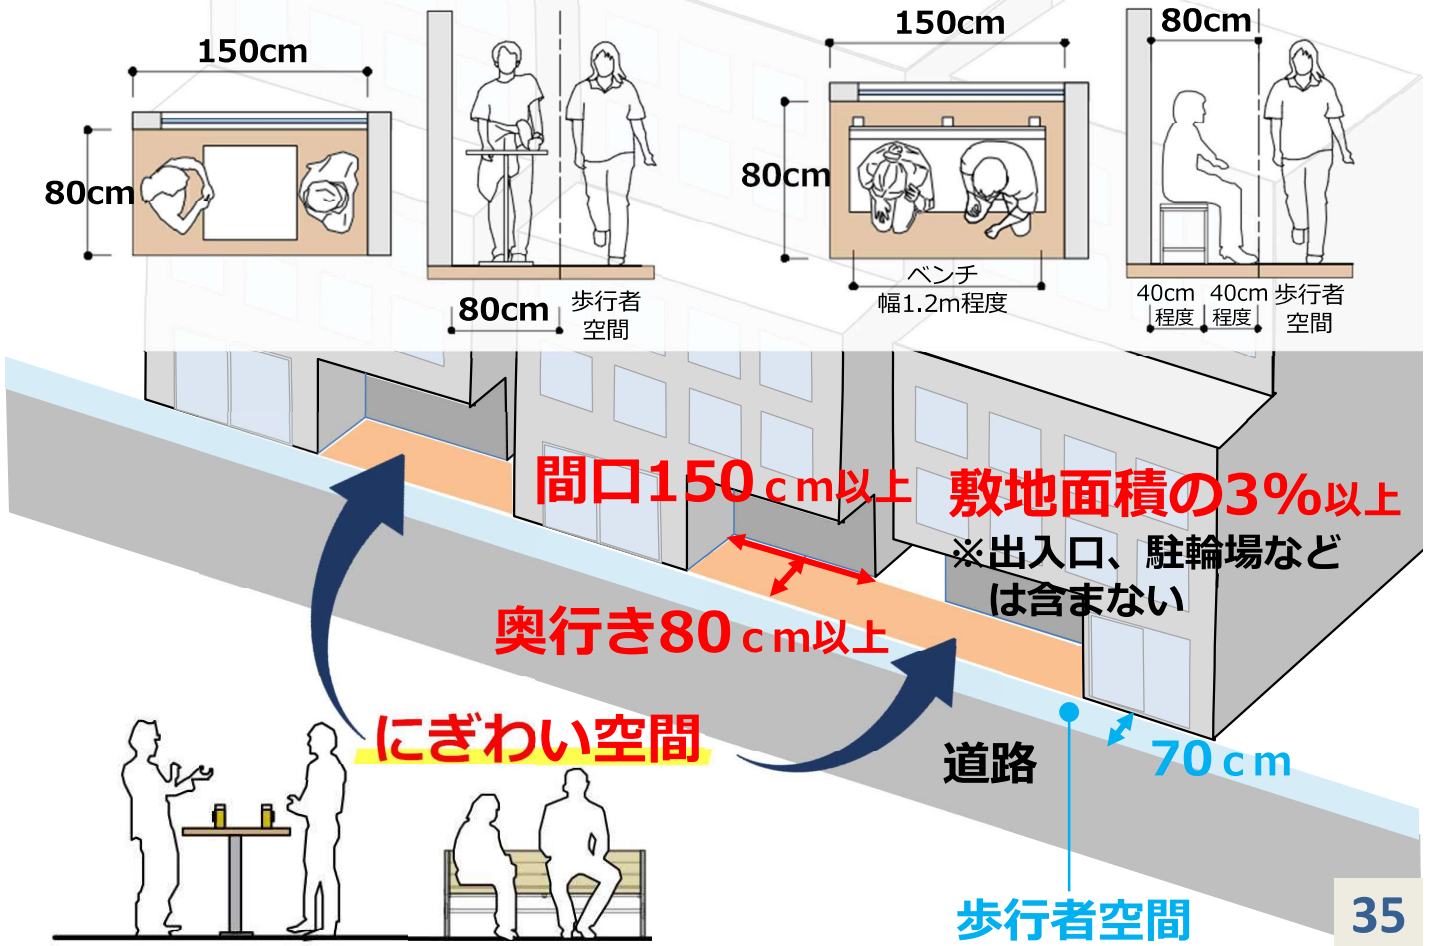 150cm
80cm
80cm
歩行者
空間
150cm
80cm
ベンチ
幅1.2m程度
80cm
40cm
程度
40cm
程度
歩行者
空間
間口150ｃｍ以上
奥行き80ｃｍ以上
敷地面積の3%以上
※出入口、駐輪場など
は含まない
にぎわい空間
道路
70ｃｍ
歩行者空間
35